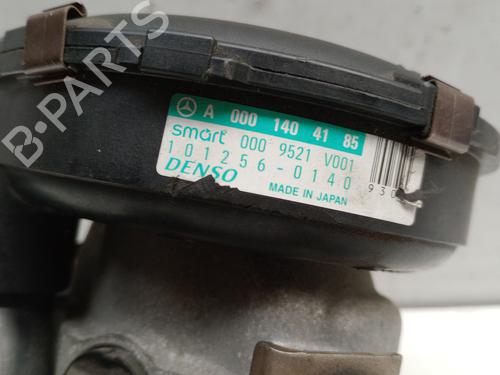 B-PARTS
A 000 140 41 85
smart 000 9521 V001
101256-0140
DENSO
MADE IN JAPAN